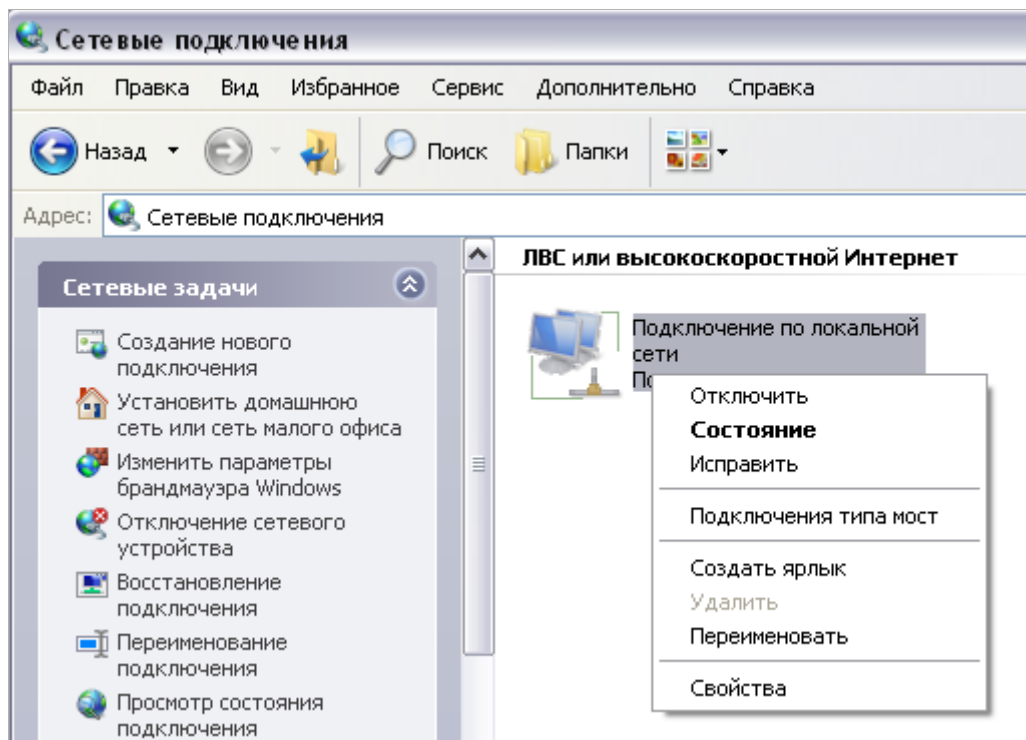 Сетевые подключения
Файл Правка Вид Избранное Сервис Дополнительно Справка
Назад Поиск Папки
Адрес: Сетевые подключения
Сетевые задачи
Создание нового
подключения
Установить домашнюю
сеть или сеть малого офиса
Изменить параметры
брандмауэра Windows
Отключение сетевого
устройства
Восстановление
подключения
Переименование
подключения
Просмотр состояния
подключения
ЛВС или высокоскоростной Интернет
Подключение по локальной
сети
Отключить
Состояние
Исправить
Подключения типа мост
Создать ярлык
Удалить
Переименовать
Свойства